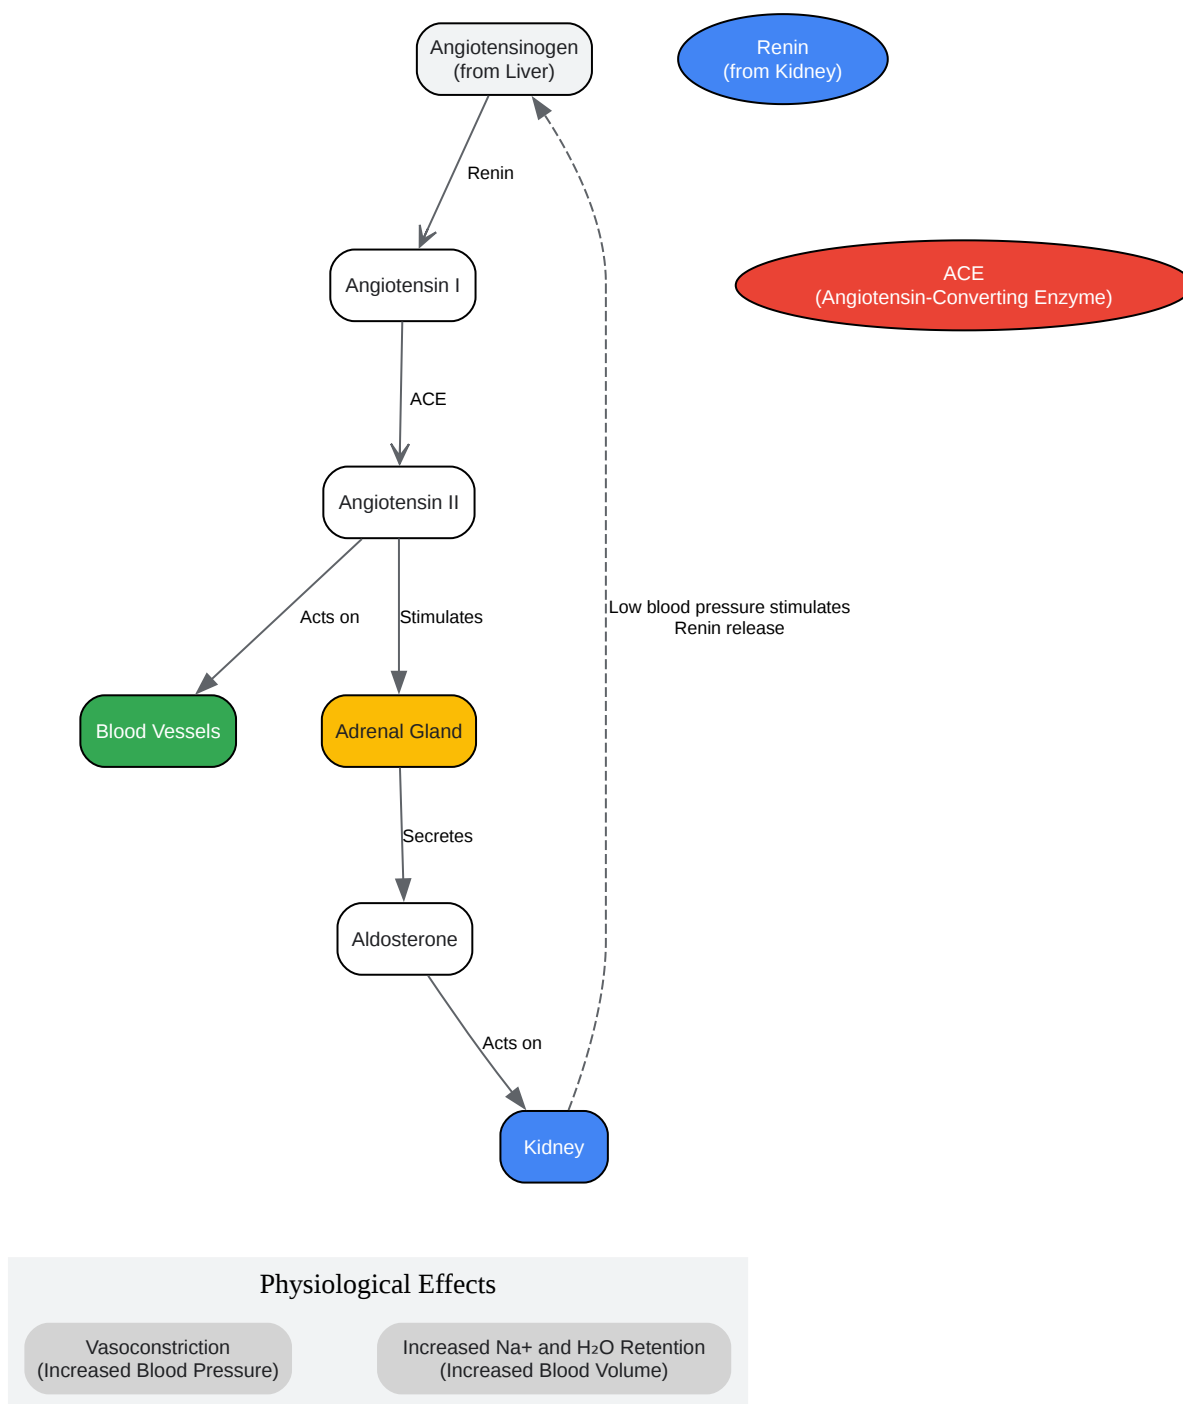 Angiotensinogen
(from Liver)
Renin
(from Kidney)
Renin
ACE
(Angiotensin-Converting Enzyme)
Angiotensin I
ACE
Angiotensin II
Acts on
Stimulates
Low blood pressure stimulates
Renin release
Blood Vessels
Adrenal Gland
Secretes
Aldosterone
Acts on
Kidney
Physiological Effects
Vasoconstriction
(Increased Blood Pressure)
Increased Na+ and H₂O Retention
(Increased Blood Volume)